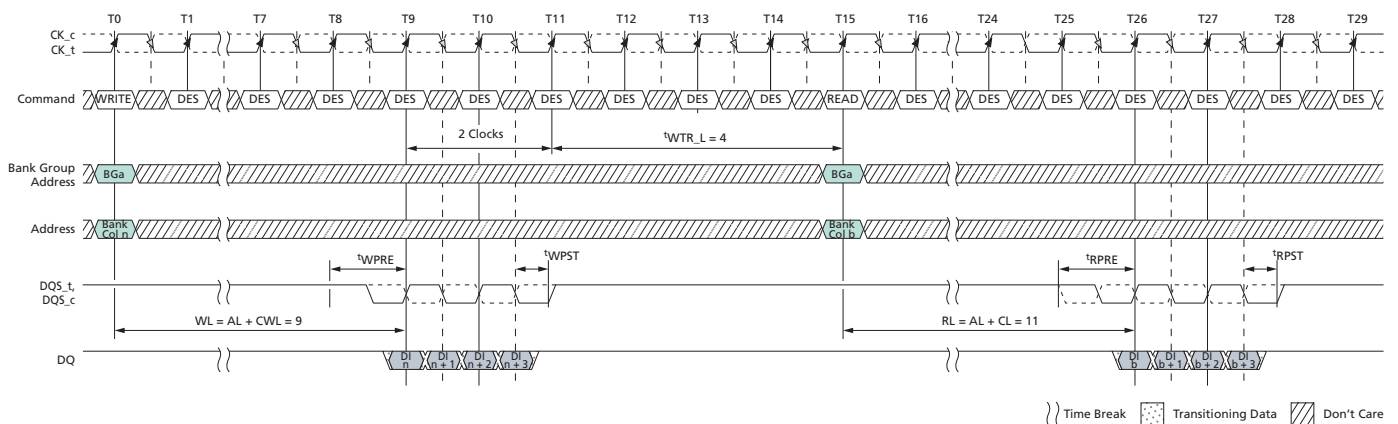 T0 T1 T7 T8 T9 T10 T11 T12 T13 T14 T15 T16 T24 T25 T26 T27 T28 T29
CK_c
CK_t
Command WRITE DES DES DES DES DES DES DES DES DES READ DES DES DES DES DES DES DES
2 Clocks tWTR_L = 4
Bank Group
Address BGa BGa
Address Bank
Col n Bank
Col b
tWPRE tWPST tRPRE tRPST
DQS_t,
DQS_c
WL = AL + CWL = 9 RL = AL + CL = 11
DQ DI
n DI
n + 1 DI
n + 2 DI
n + 3 DI
b DI
b + 1 DI
b + 2 DI
b + 3
Time Break Transitioning Data Don't Care